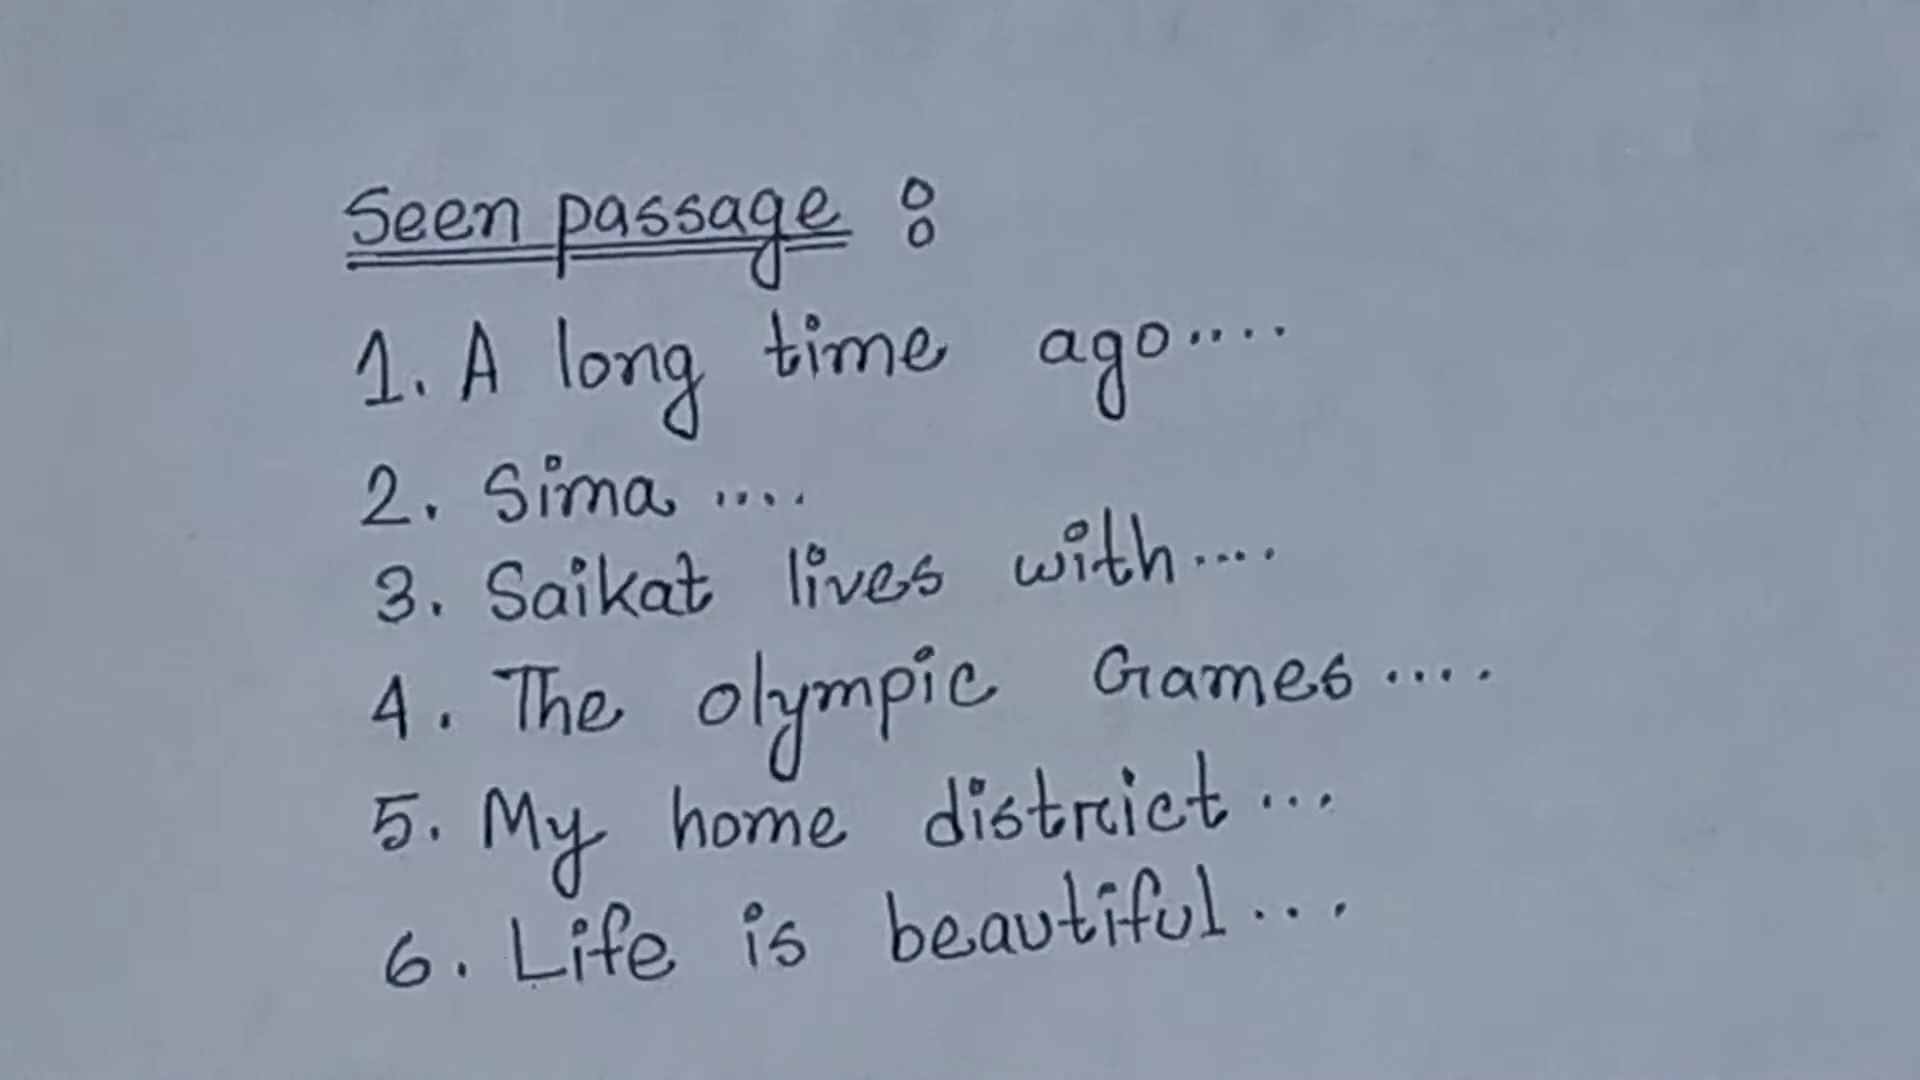 Seen passage :
1. A long time ago....
2. Sima ....
3. Saikat lives with....
4. The olympic Games ....
5. My home district ...
6. Life is beautiful ...